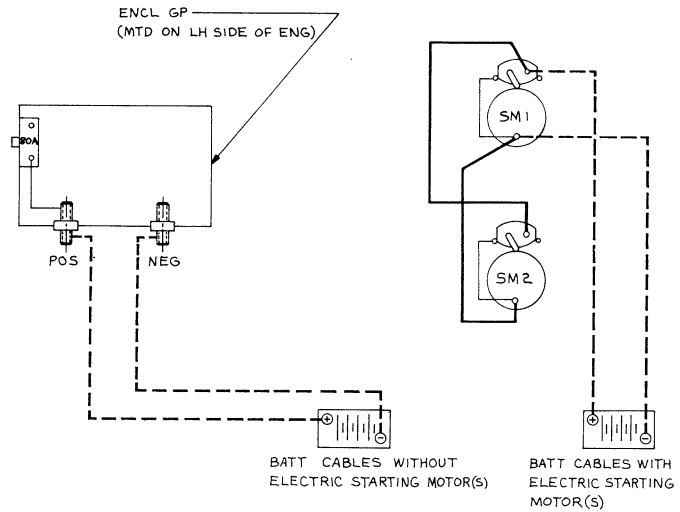 ENCL GP
(MTD ON LH SIDE OF ENG)
80A
POS
NEG
SM1
SM2
+
-
+
-
BATT CABLES WITHOUT
ELECTRIC STARTING MOTOR(S)
BATT CABLES WITH
ELECTRIC STARTING
MOTOR(S)